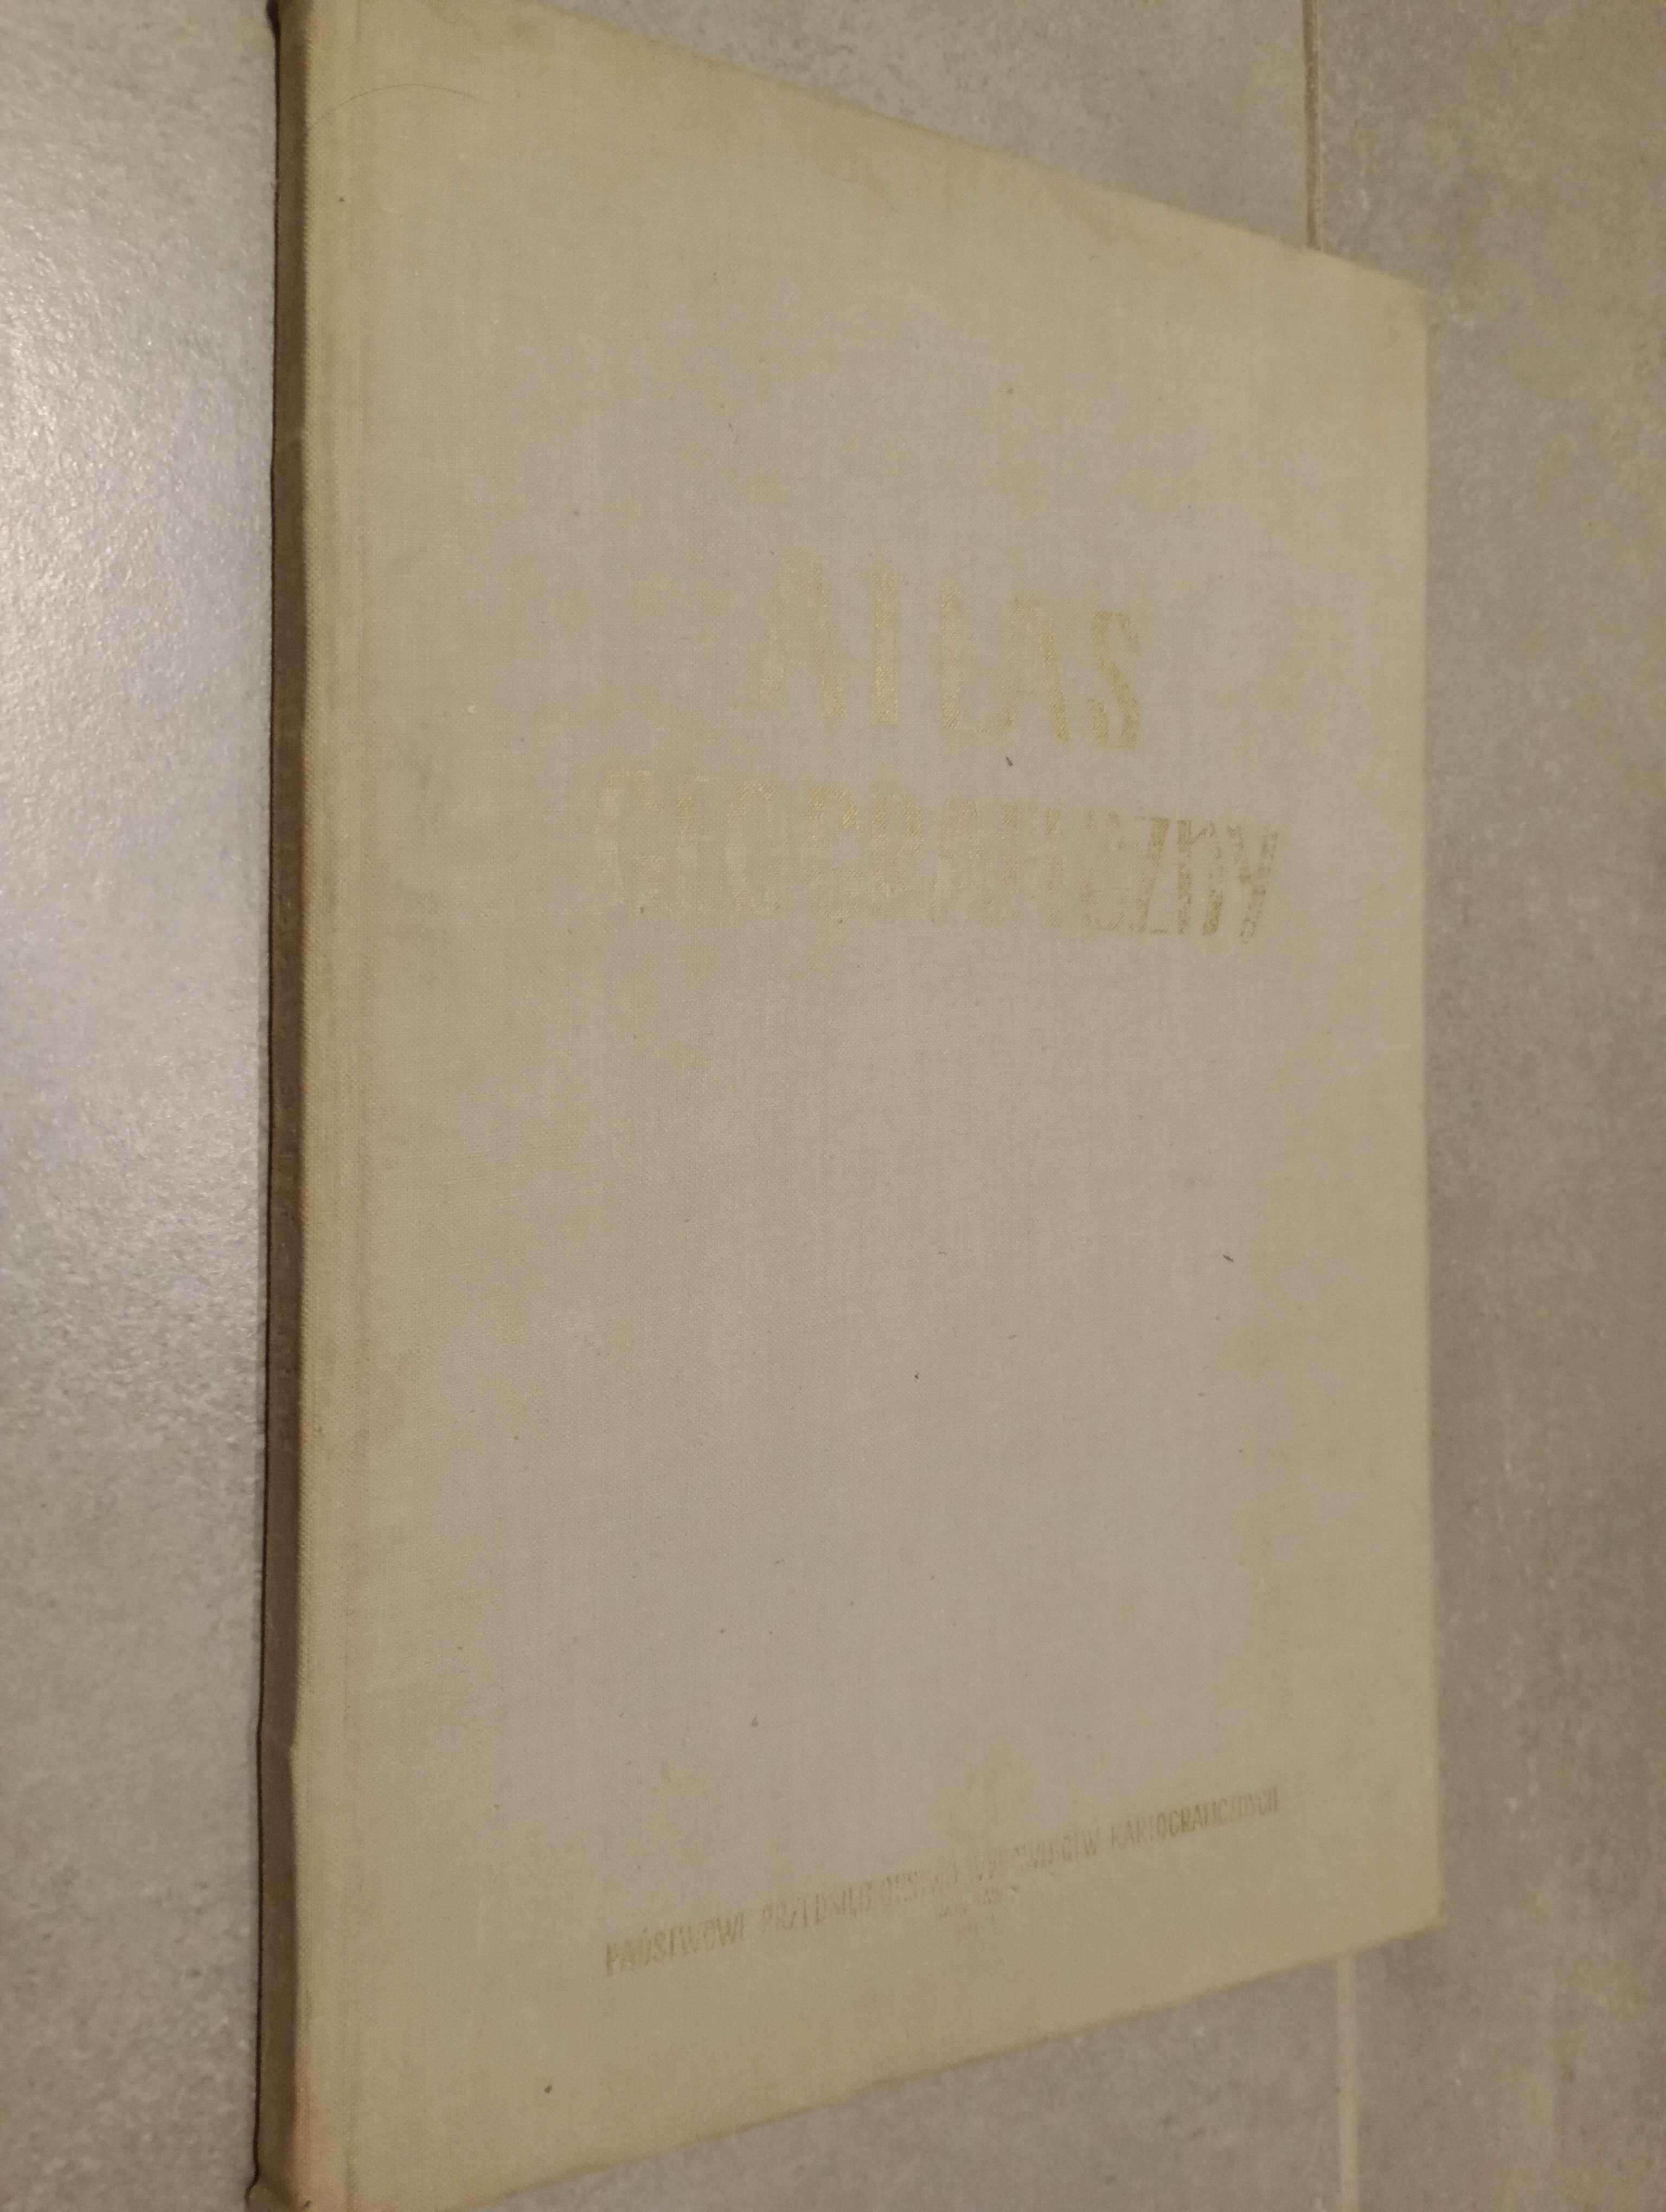 ATLAS
GEOGRAFICZNY
PAŃSTWOWE PRZEDSIĘBIORSTWO WYDAWNICTW KARTOGRAFICZNYCH